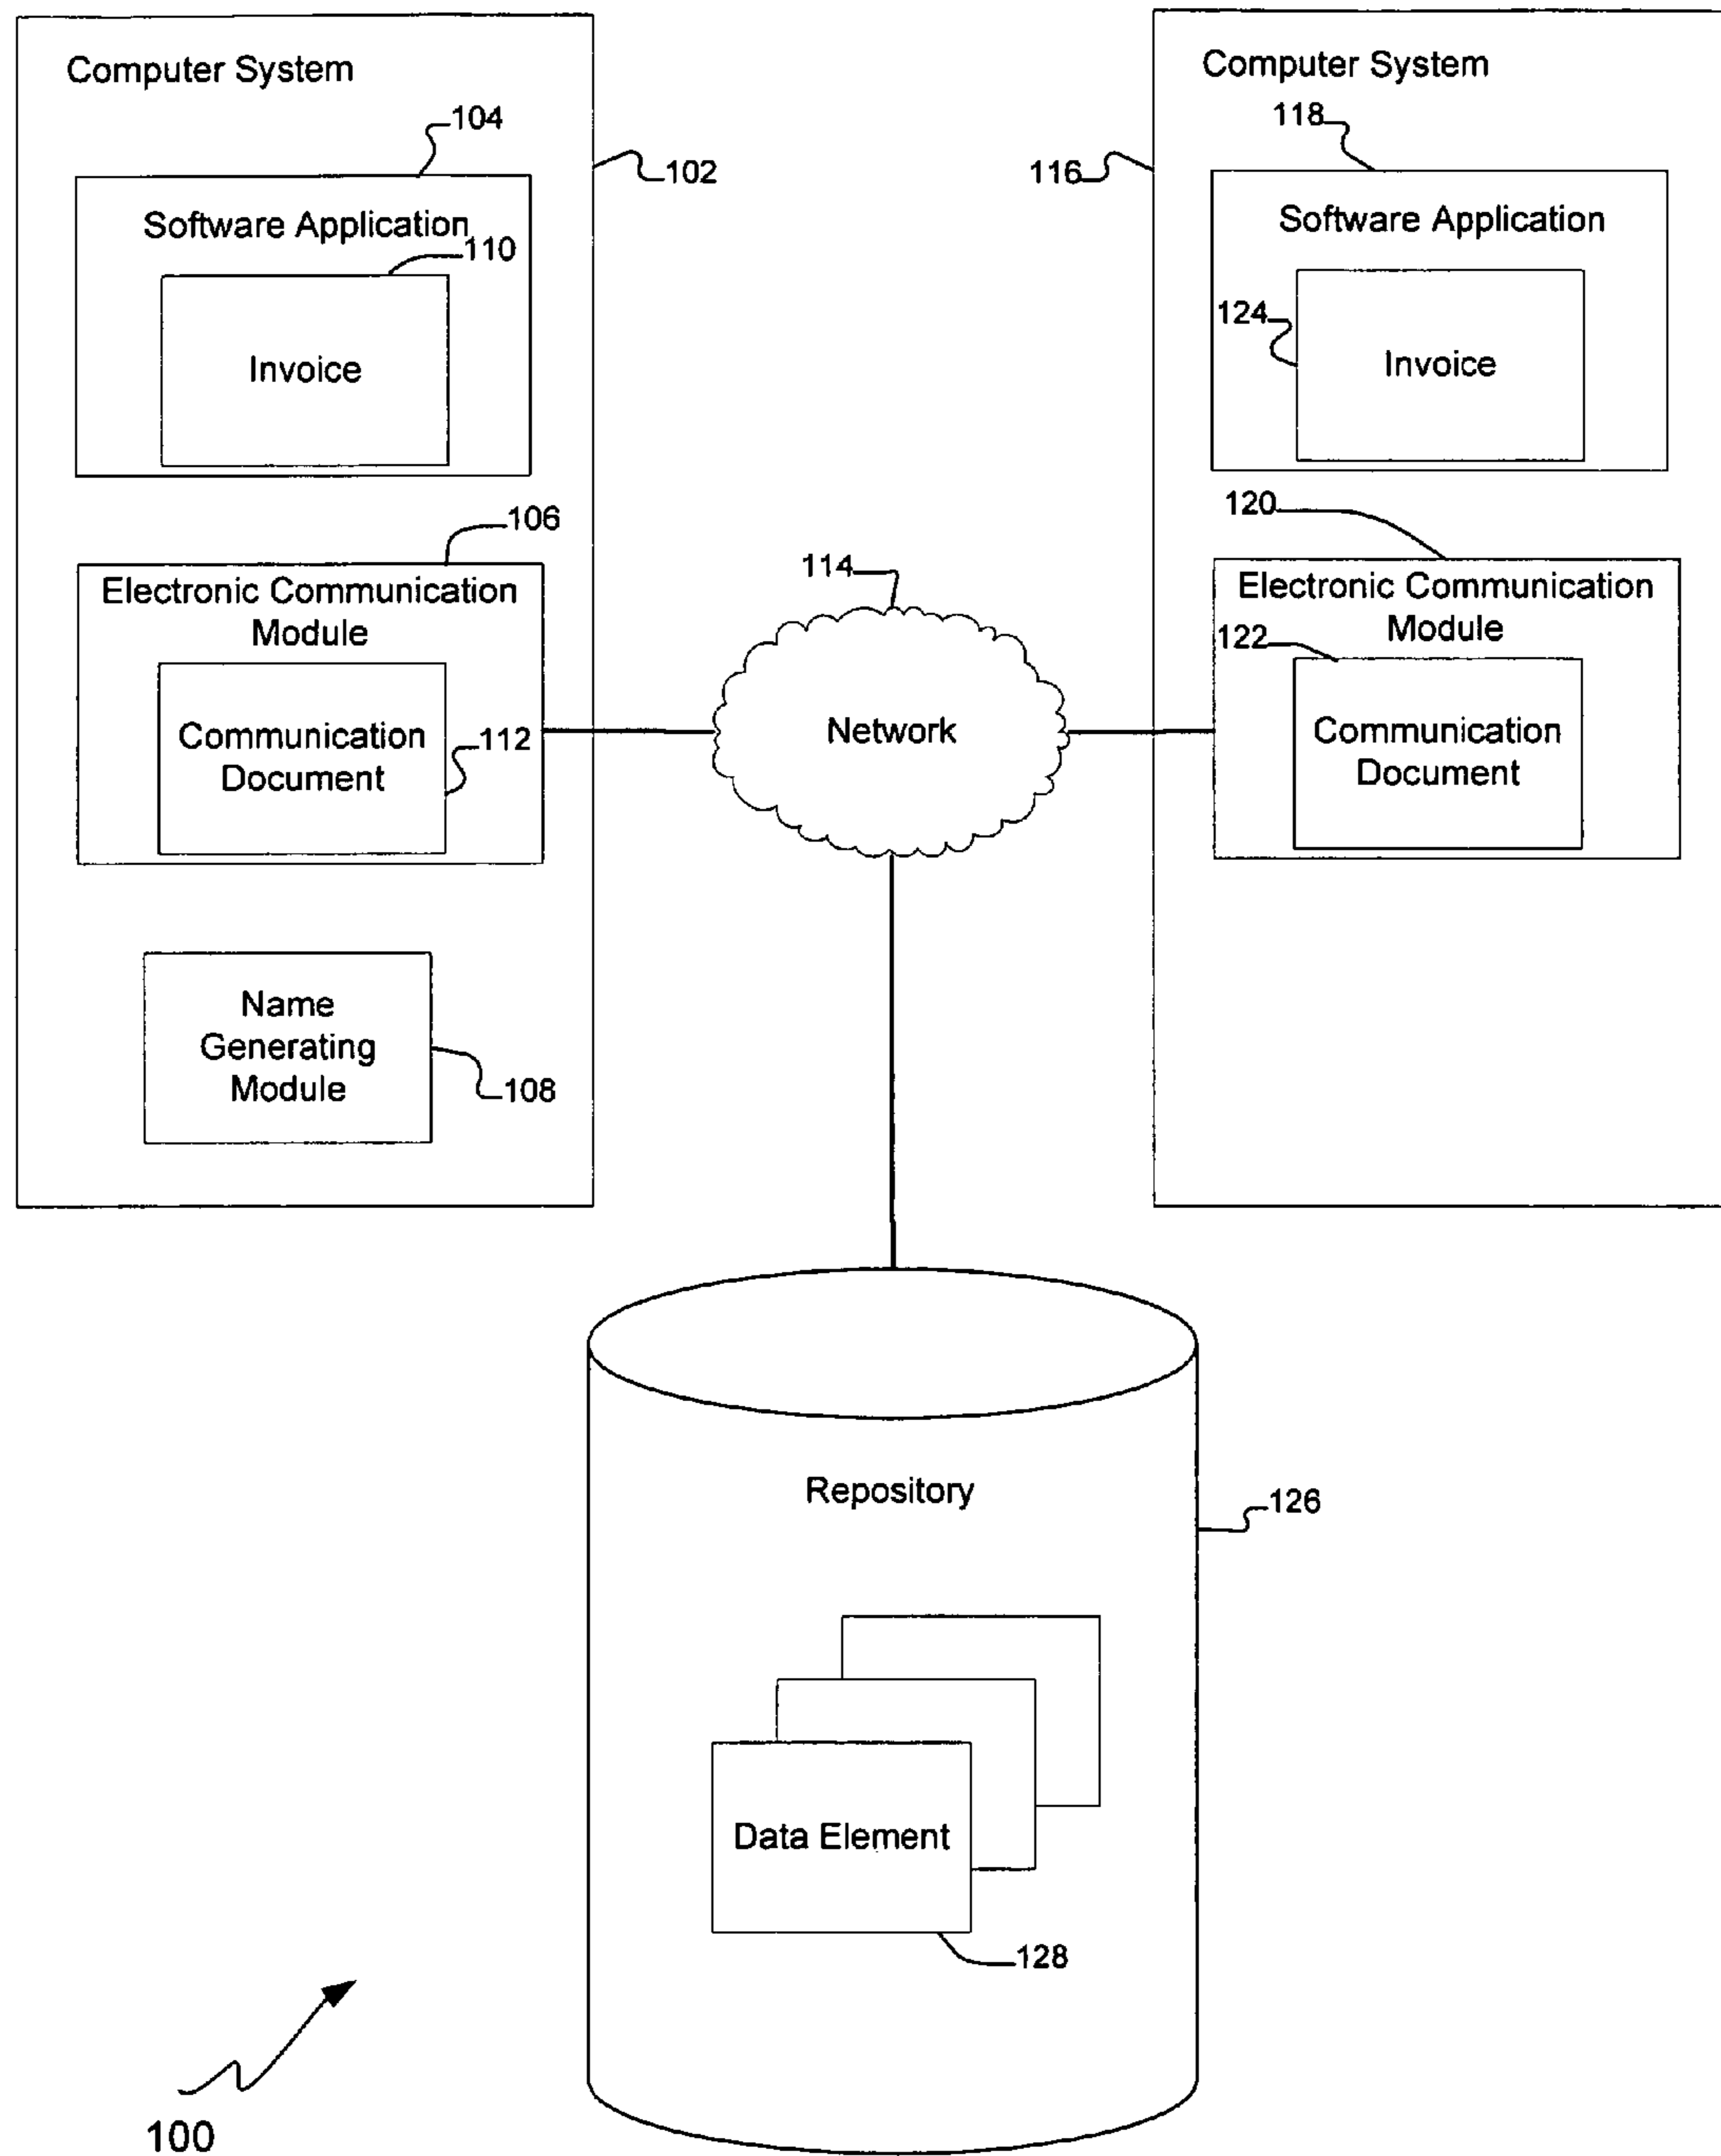 Computer System
104
102
Software Application
110
Invoice
106
Electronic Communication
Module
Communication
Document
112
Name
Generating
Module
108
114
Network
Computer System
118
116
Software Application
124
Invoice
120
Electronic Communication
Module
122
Communication
Document
Repository
126
Data Element
128
100